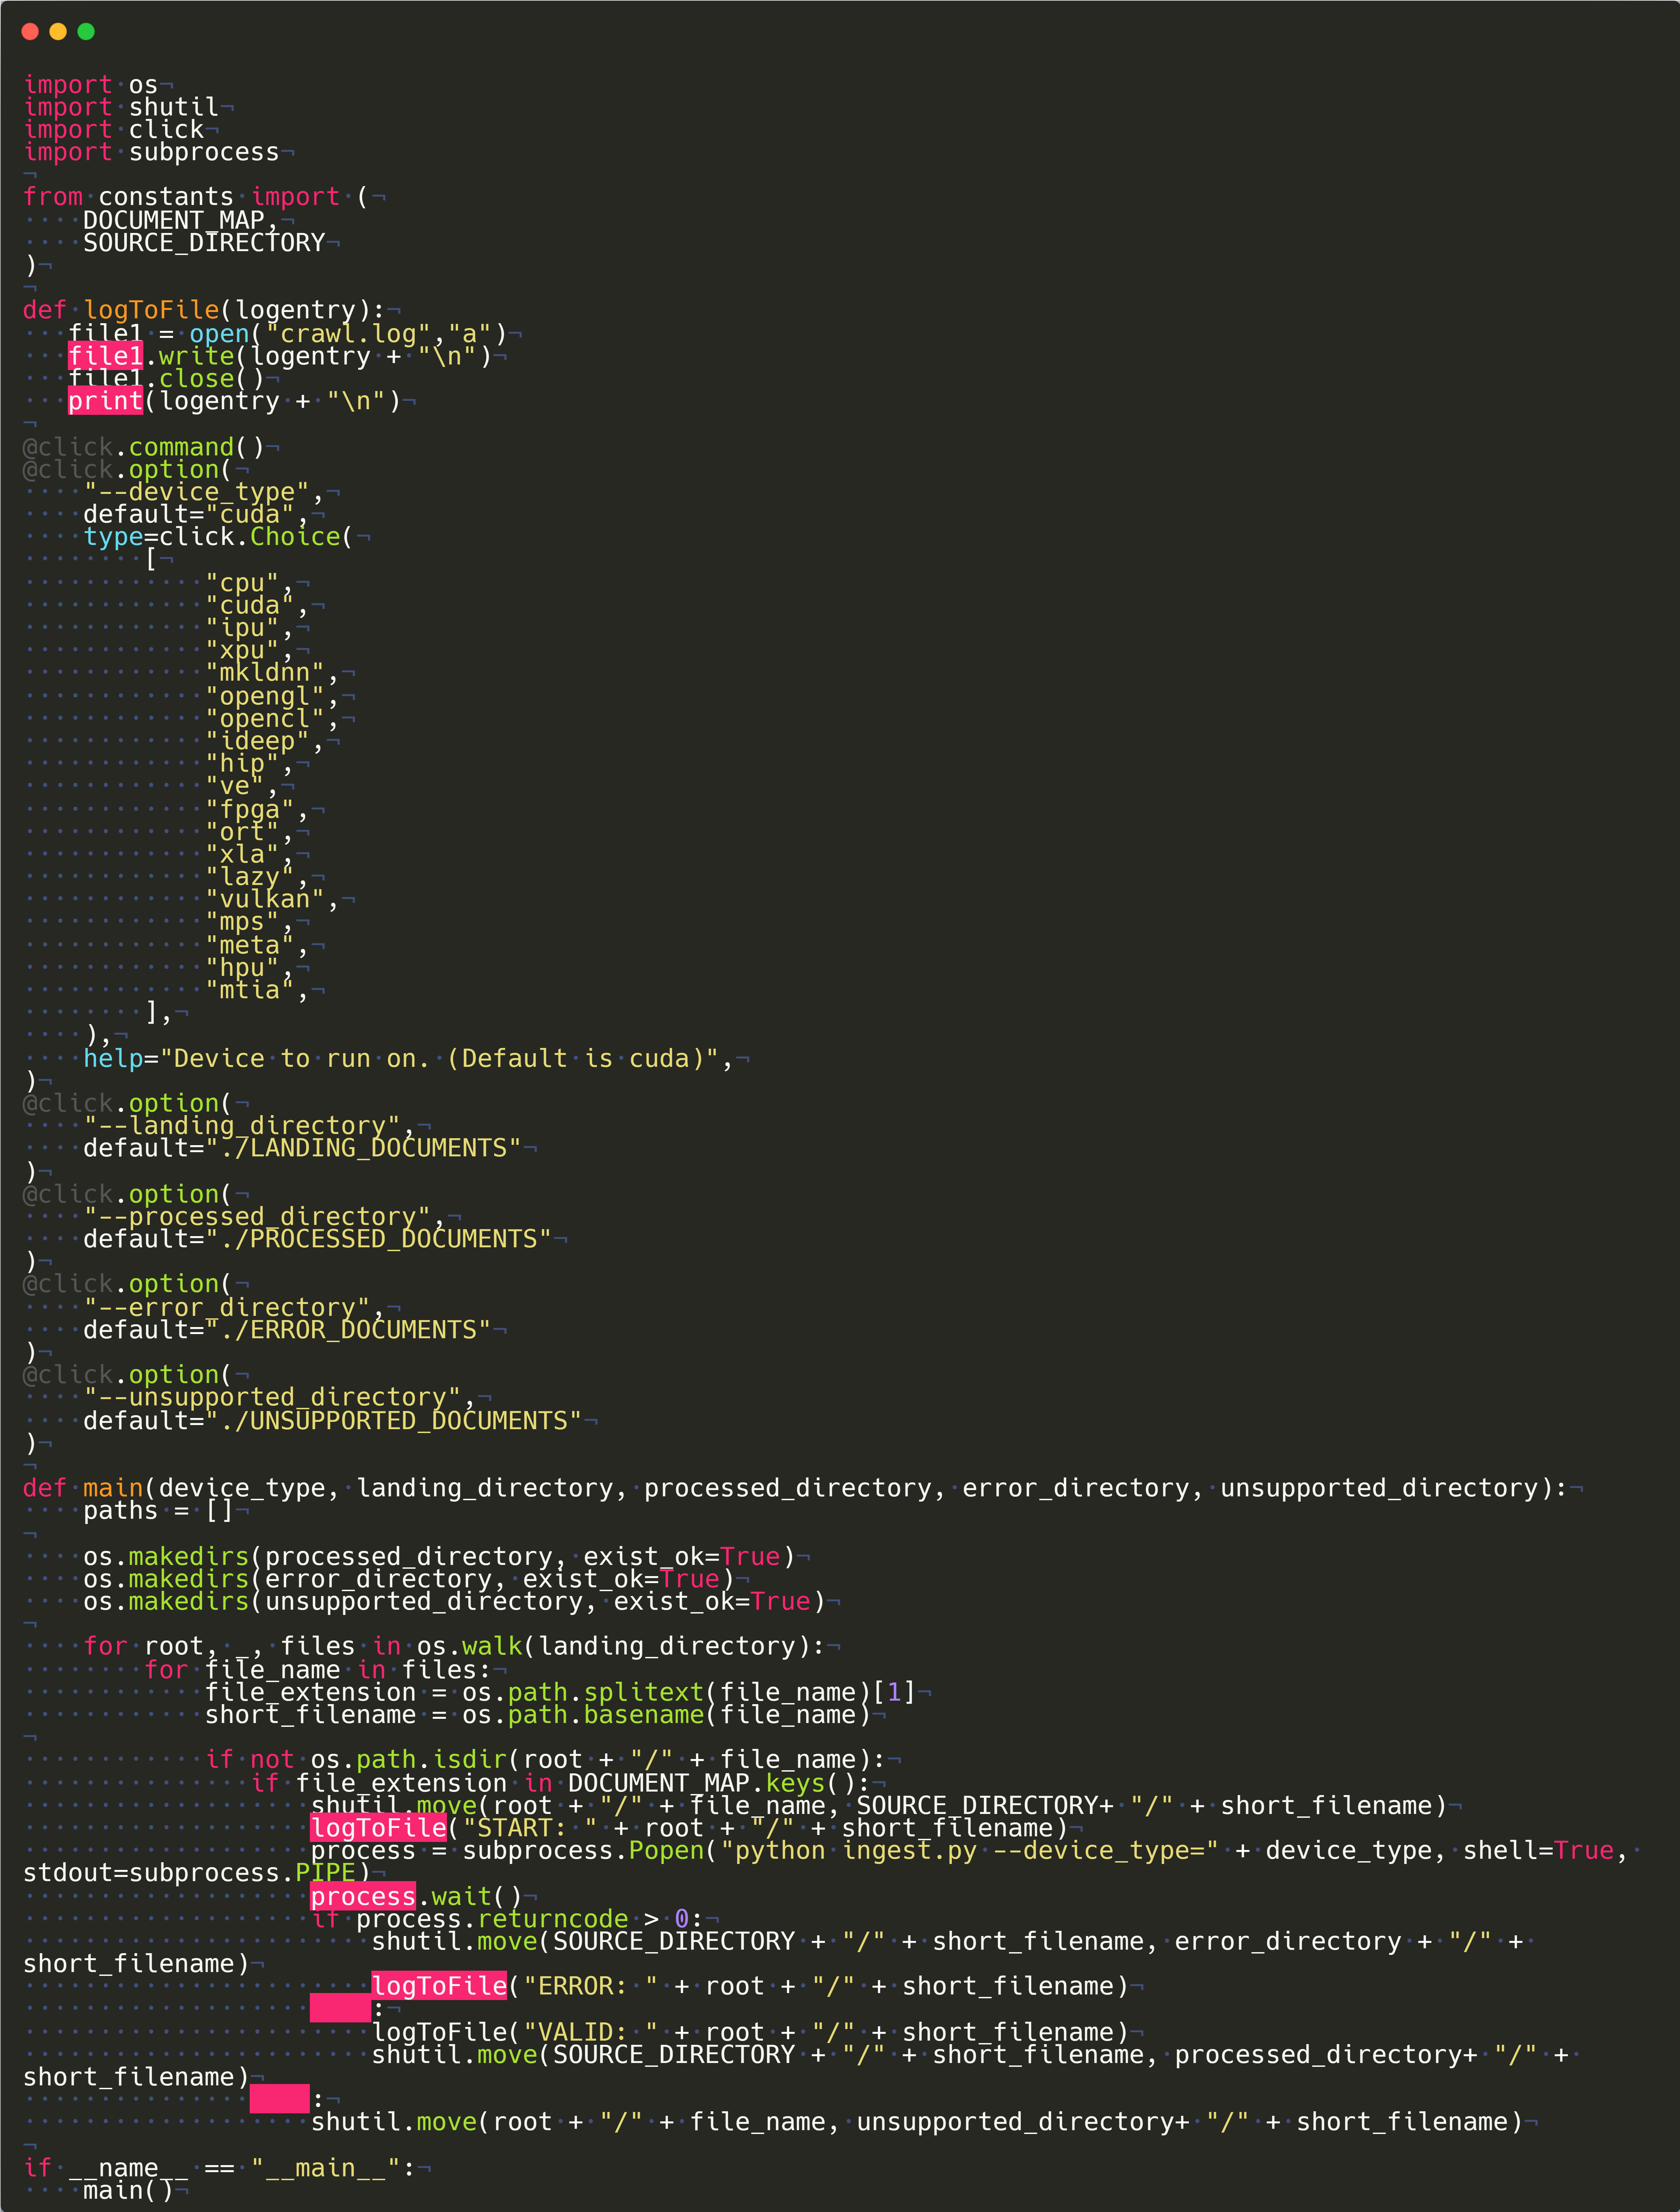 import os
import shutil
import click
import subprocess

from constants import (
    DOCUMENT_MAP,
    SOURCE_DIRECTORY
)

def logToFile(logentry):
   file1 = open("crawl.log","a")
   file1.write(logentry + "\n")
   file1.close()
   print(logentry + "\n")

@click.command()
@click.option(
    "--device_type",
    default="cuda",
    type=click.Choice(
        [
            "cpu",
            "cuda",
            "ipu",
            "xpu",
            "mkldnn",
            "opengl",
            "opencl",
            "ideep",
            "hip",
            "ve",
            "fpga",
            "ort",
            "xla",
            "lazy",
            "vulkan",
            "mps",
            "meta",
            "hpu",
            "mtia",
        ],
    ),
    help="Device to run on. (Default is cuda)",
)
@click.option(
    "--landing_directory",
    default="./LANDING_DOCUMENTS"
)
@click.option(
    "--processed_directory",
    default="./PROCESSED_DOCUMENTS"
)
@click.option(
    "--error_directory",
    default="./ERROR_DOCUMENTS"
)
@click.option(
    "--unsupported_directory",
    default="./UNSUPPORTED_DOCUMENTS"
)

def main(device_type, landing_directory, processed_directory, error_directory, unsupported_directory):
    paths = []

    os.makedirs(processed_directory, exist_ok=True)
    os.makedirs(error_directory, exist_ok=True)
    os.makedirs(unsupported_directory, exist_ok=True)

    for root, _, files in os.walk(landing_directory):
        for file_name in files:
            file_extension = os.path.splitext(file_name)[1]
            short_filename = os.path.basename(file_name)

            if not os.path.isdir(root + "/" + file_name):
               if file_extension in DOCUMENT_MAP.keys():
                   shutil.move(root + "/" + file_name, SOURCE_DIRECTORY+ "/" + short_filename)
                   logToFile("START: " + root + "/" + short_filename)
                   process = subprocess.Popen("python ingest.py --device_type=" + device_type, shell=True,
stdout=subprocess.PIPE)
                   process.wait()
                   if process.returncode > 0:
                       shutil.move(SOURCE_DIRECTORY + "/" + short_filename, error_directory + "/" +
short_filename)
                       logToFile("ERROR: " + root + "/" + short_filename)
                       :
                       logToFile("VALID: " + root + "/" + short_filename)
                       shutil.move(SOURCE_DIRECTORY + "/" + short_filename, processed_directory+ "/" +
short_filename)
                   :
                   shutil.move(root + "/" + file_name, unsupported_directory+ "/" + short_filename)

if __name__ == "__main__":
    main()